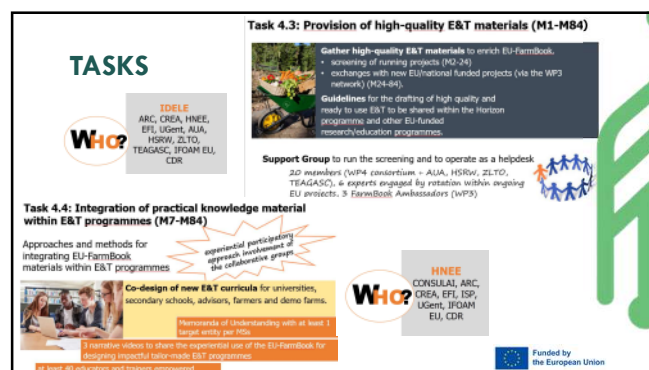 Task 4.3: Provision of high-quality E&T materials (M1-M84)
TASKS
Gather high-quality E&T materials to enrich EU-FarmBook.
• screening of running projects (M2-24)
• exchanges with new EU/national funded projects (via the WP3
network) (M24-84).
Guidelines for the drafting of high quality and
ready to use E&T to be shared within the Horizon
programme and other EU-funded
research/education programmes.
WHO?
IDELE
ARC, CREA, HNEE,
EFI, UGent, AUA,
HSRW, ZLTO,
TEAGASC, IFOAM EU,
CDR
Support Group to run the screening and to operate as a helpdesk
20 members (WP4 consortium + AUA, HSRW, ZLTO,
TEAGASC), 6 experts engaged by rotation within ongoing
EU projects, 3 FarmBook Ambassadors (WP3)
Task 4.4: Integration of practical knowledge material
within E&T programmes (M7-M84)
Approaches and methods for
integrating EU-FarmBook
materials within E&T programmes
experiential participatory
approach involvement of
the collaborative groups
Co-design of new E&T curricula for universities,
secondary schools, advisors, farmers and demo farms.
Memoranda of Understanding with at least 1
target entity per MSs
3 narrative videos to share the experiential use of the EU-FarmBook for
designing impactful tailor-made E&T programmes
at least 40 educators and trainers empowered
WHO?
HNEE
CONSULAI, ARC,
CREA, EFI, ISP,
UGent, IFOAM
EU, CDR
Funded by
the European Union